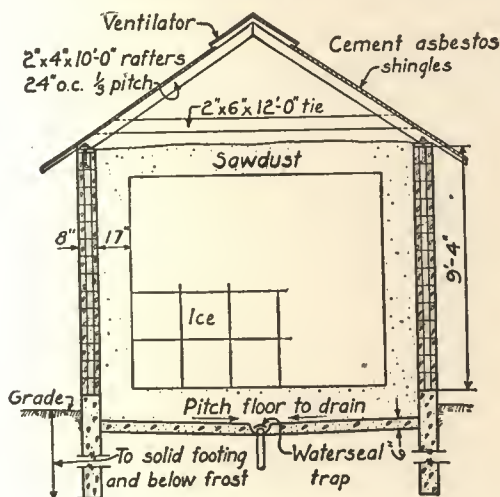 Ventilator
2"x4"x10'-0" rafters
24" o.c. 1/3 pitch
Cement asbestos
shingles
2"x6"x12'-0" tie
Sawdust
8"
17"
9'-4"
Ice
Grade
Pitch floor to drain
To solid footing
and below frost
Waterseal
trap
6"